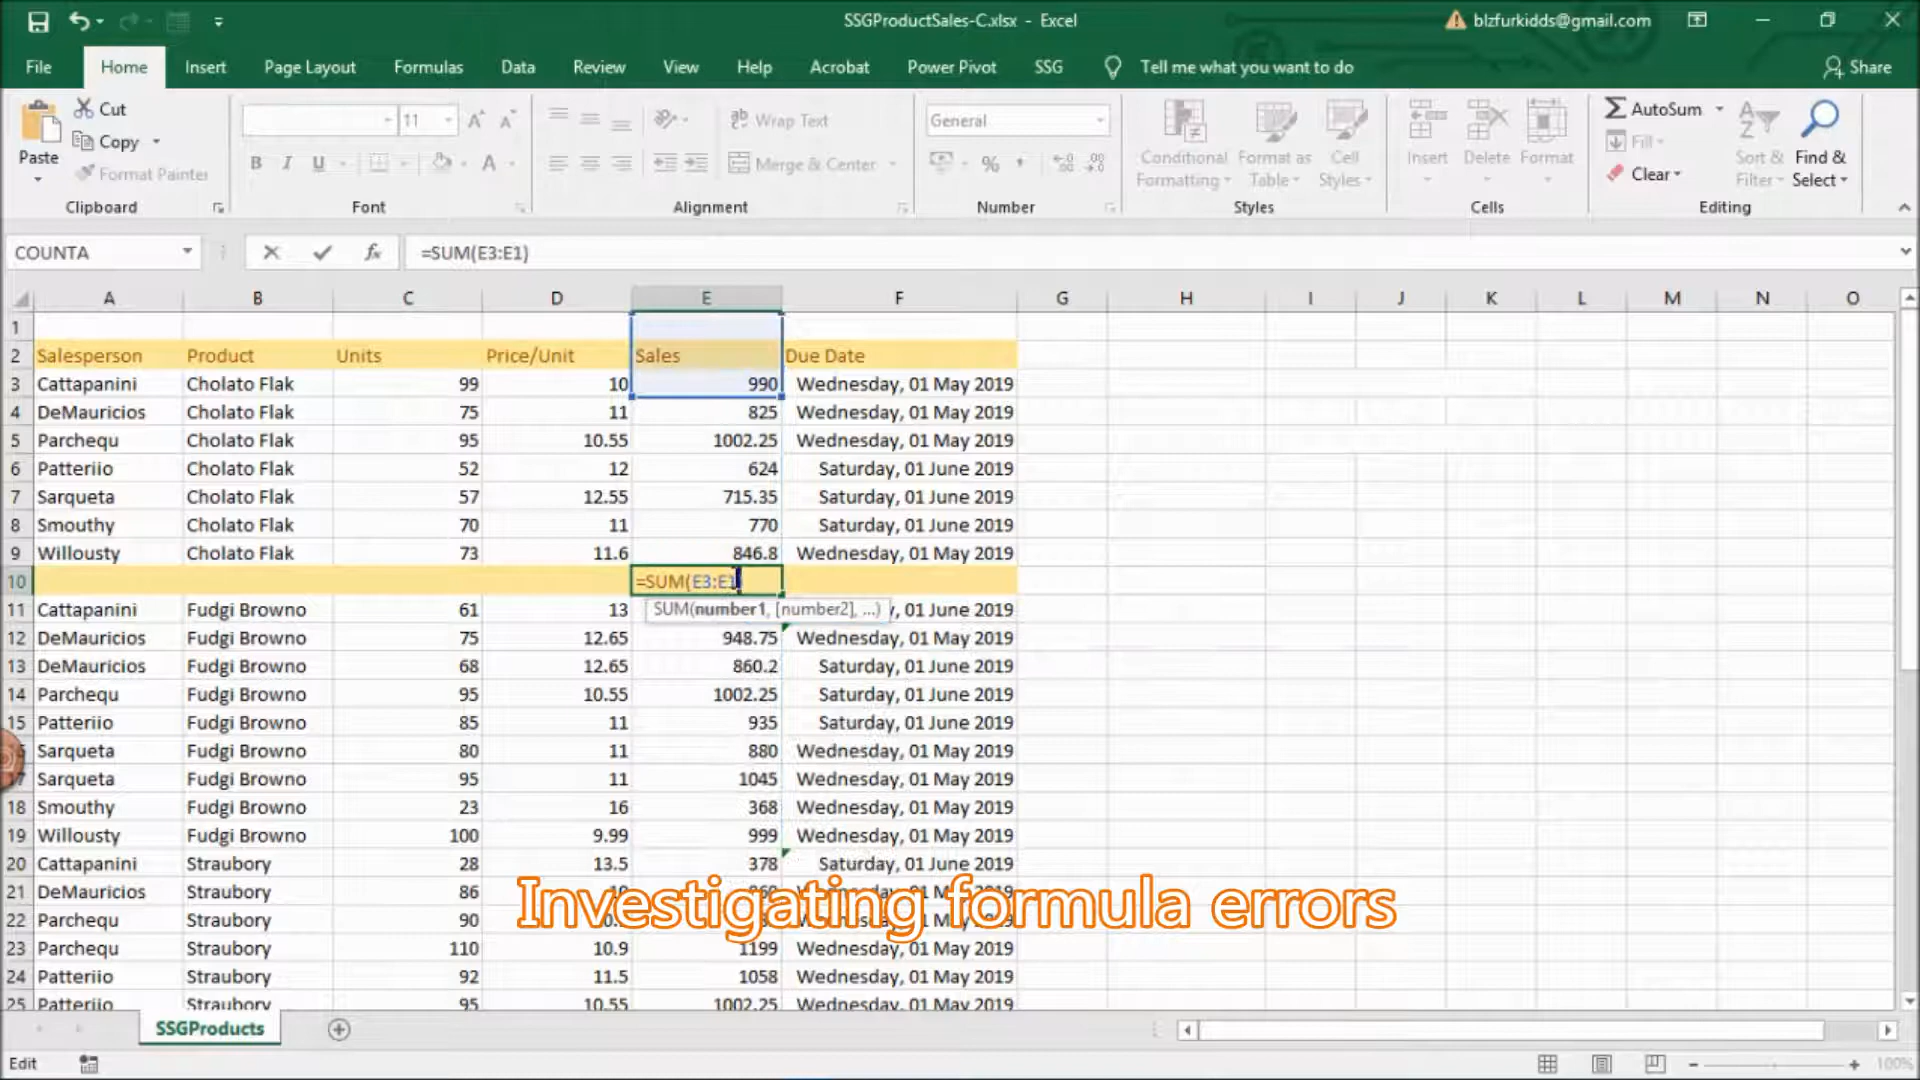 SSGProductSales-C.xlsx - Excel
blzfurkidds@gmail.com
File Home Insert Page Layout Formulas Data Review View Help Acrobat Power Pivot SSG Tell me what you want to do Share
Paste
Cut
Copy
Format Painter
Clipboard
11
B I U
Font
Wrap Text
Merge & Center
Alignment
General
%
Number
Conditional Formatting
Format as Table
Cell Styles
Styles
Insert
Delete
Format
Cells
AutoSum
Fill
Clear
Sort & Filter
Find & Select
Editing
COUNTA
fx
=SUM(E3:E1)
A B C D E F G H I J K L M N O
1
2 Salesperson Product Units Price/Unit Sales Due Date
3 Cattapanini Cholato Flak 99 10 990 Wednesday, 01 May 2019
4 DeMauricios Cholato Flak 75 11 825 Wednesday, 01 May 2019
5 Parchequ Cholato Flak 95 10.55 1002.25 Wednesday, 01 May 2019
6 Patteriio Cholato Flak 52 12 624 Saturday, 01 June 2019
7 Sarqueta Cholato Flak 57 12.55 715.35 Saturday, 01 June 2019
8 Smouthy Cholato Flak 70 11 770 Saturday, 01 June 2019
9 Willousty Cholato Flak 73 11.6 846.8 Wednesday, 01 May 2019
10 =SUM(E3:E1
SUM(number1, [number2], ...)
11 Cattapanini Fudgi Browno 61 13 y, 01 June 2019
12 DeMauricios Fudgi Browno 75 12.65 948.75 Wednesday, 01 May 2019
13 DeMauricios Fudgi Browno 68 12.65 860.2 Saturday, 01 June 2019
14 Parchequ Fudgi Browno 95 10.55 1002.25 Saturday, 01 June 2019
15 Patteriio Fudgi Browno 85 11 935 Saturday, 01 June 2019
Sarqueta Fudgi Browno 80 11 880 Wednesday, 01 May 2019
Sarqueta Fudgi Browno 95 11 1045 Wednesday, 01 May 2019
18 Smouthy Fudgi Browno 23 16 368 Wednesday, 01 May 2019
19 Willousty Fudgi Browno 100 9.99 999 Wednesday, 01 May 2019
20 Cattapanini Straubory 28 13.5 378 Saturday, 01 June 2019
21 DeMauricios Straubory 86
22 Parchequ Straubory 90
Investigating formula errors
23 Parchequ Straubory 110 10.9 1199 Wednesday, 01 May 2019
24 Patteriio Straubory 92 11.5 1058 Wednesday, 01 May 2019
25 Patteriio Straubory 95 10.55 1002.25 Wednesday, 01 May 2019
SSGProducts
Edit
100%